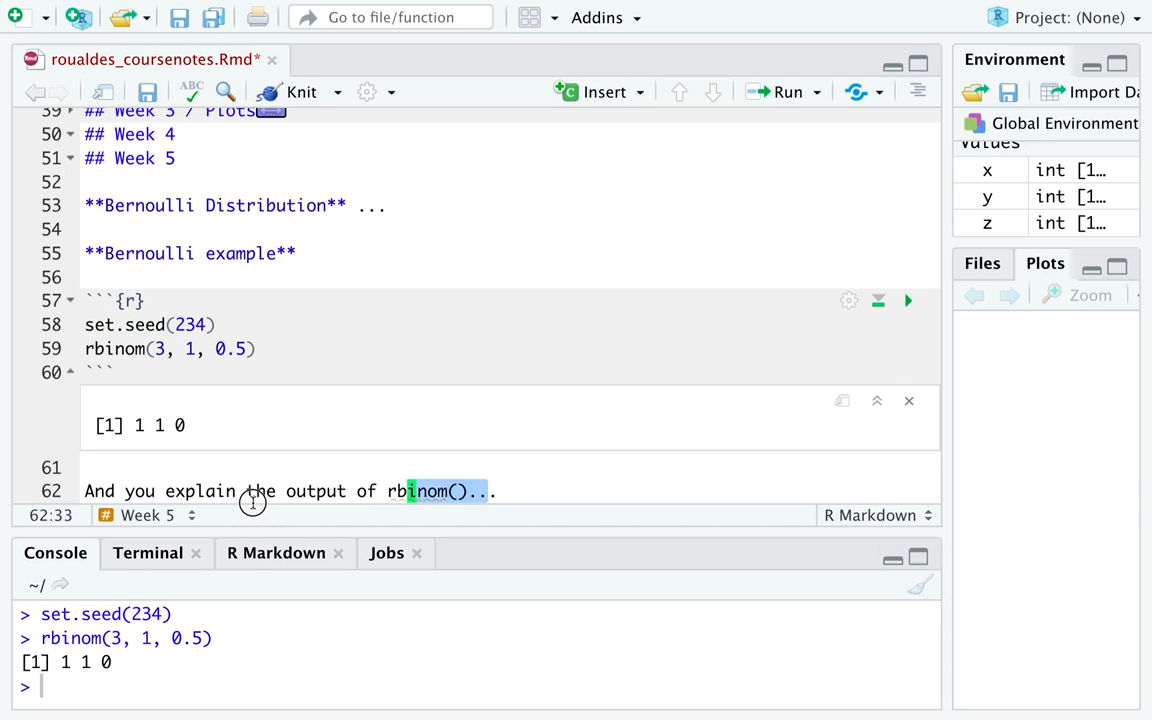 Go to file/function
Addins
Project: (None)
roualdes_coursenotes.Rmd*
ABC
Knit
Insert
Run
39 ## Week 3 / Plots
50 ## Week 4
51 ## Week 5
52
53 **Bernoulli Distribution** ...
54
55 **Bernoulli example**
56
57 ```{r}
58 set.seed(234)
59 rbinom(3, 1, 0.5)
60 ```
[1] 1 1 0
61
62 And you explain the output of rbinom()...
62:33 # Week 5 R Markdown
Console Terminal R Markdown Jobs
~/
> set.seed(234)
> rbinom(3, 1, 0.5)
[1] 1 1 0
>
Environment
Import Da
Global Environment
Values
x int [1…
y int [1…
z int [1…
Files Plots
Zoom